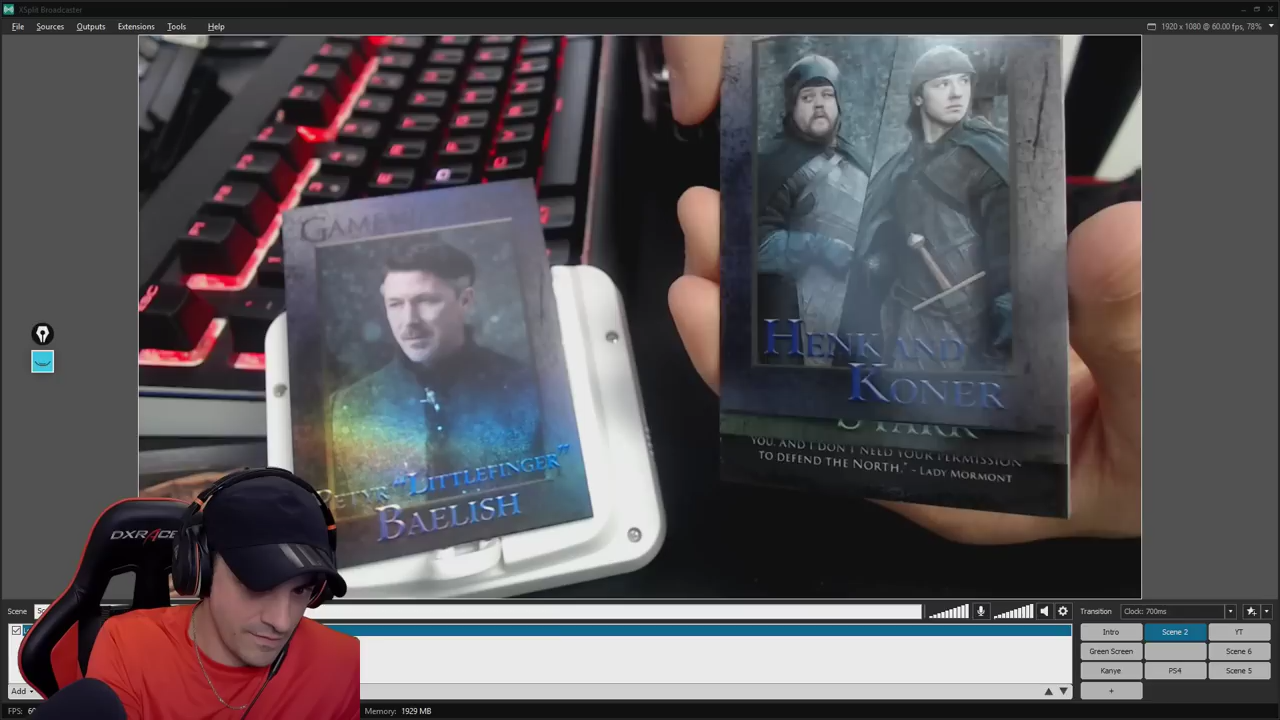 XSplit Broadcaster
File Sources Outputs Extensions Tools Help
1920 x 1080 @ 60.00 fps, 78%
GAME
PETYR "LITTLEFINGER"
BAELISH
HENK AND
KONER
STARK
YOU, AND I DON I NEED YOUR PERMISSION
TO DEFEND THE NORTH." - LADY MORMONT
DXRACE
Scene
Transition Clock: 700ms
Intro Scene 2 YT
Green Screen Scene 6
Kanye PS4 Scene 5
+
Add
FPS:
Memory: 1929 MB